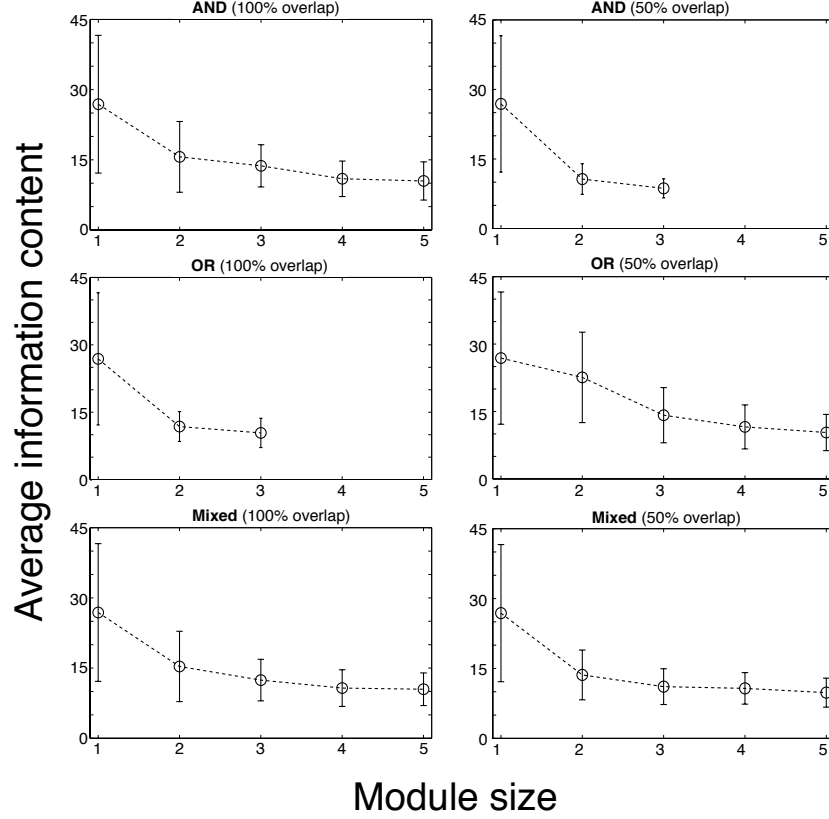 AND (100% overlap)
45
30
15
0
1 2 3 4 5
AND (50% overlap)
45
30
15
0
1 2 3 4 5
OR (100% overlap)
45
30
15
0
1 2 3 4 5
OR (50% overlap)
45
30
15
0
1 2 3 4 5
Mixed (100% overlap)
45
30
15
0
1 2 3 4 5
Mixed (50% overlap)
45
30
15
0
1 2 3 4 5
Average information content
Module size